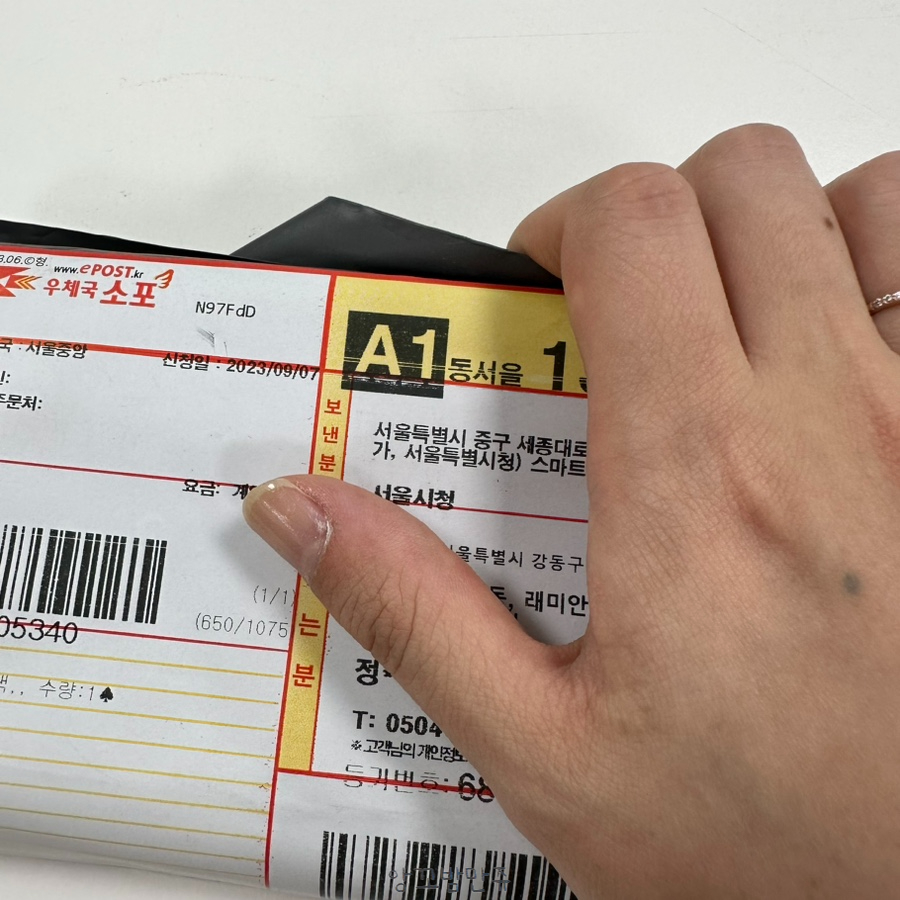 www.ePOST.kr
우체국 소포
N97FdD
국 : 서울중앙
신청일 : 2023/09/07
주문처:
요금:
(1/1)
(650/1075
05340
수량:1♠
A1 동서울
보낸분
서울특별시 중구 세종대로
가, 서울특별시청) 스마트
서울시청
서울특별시 강동구
래미안
는 분
T: 0504
※고객님의 개인정보
등기번호: 68